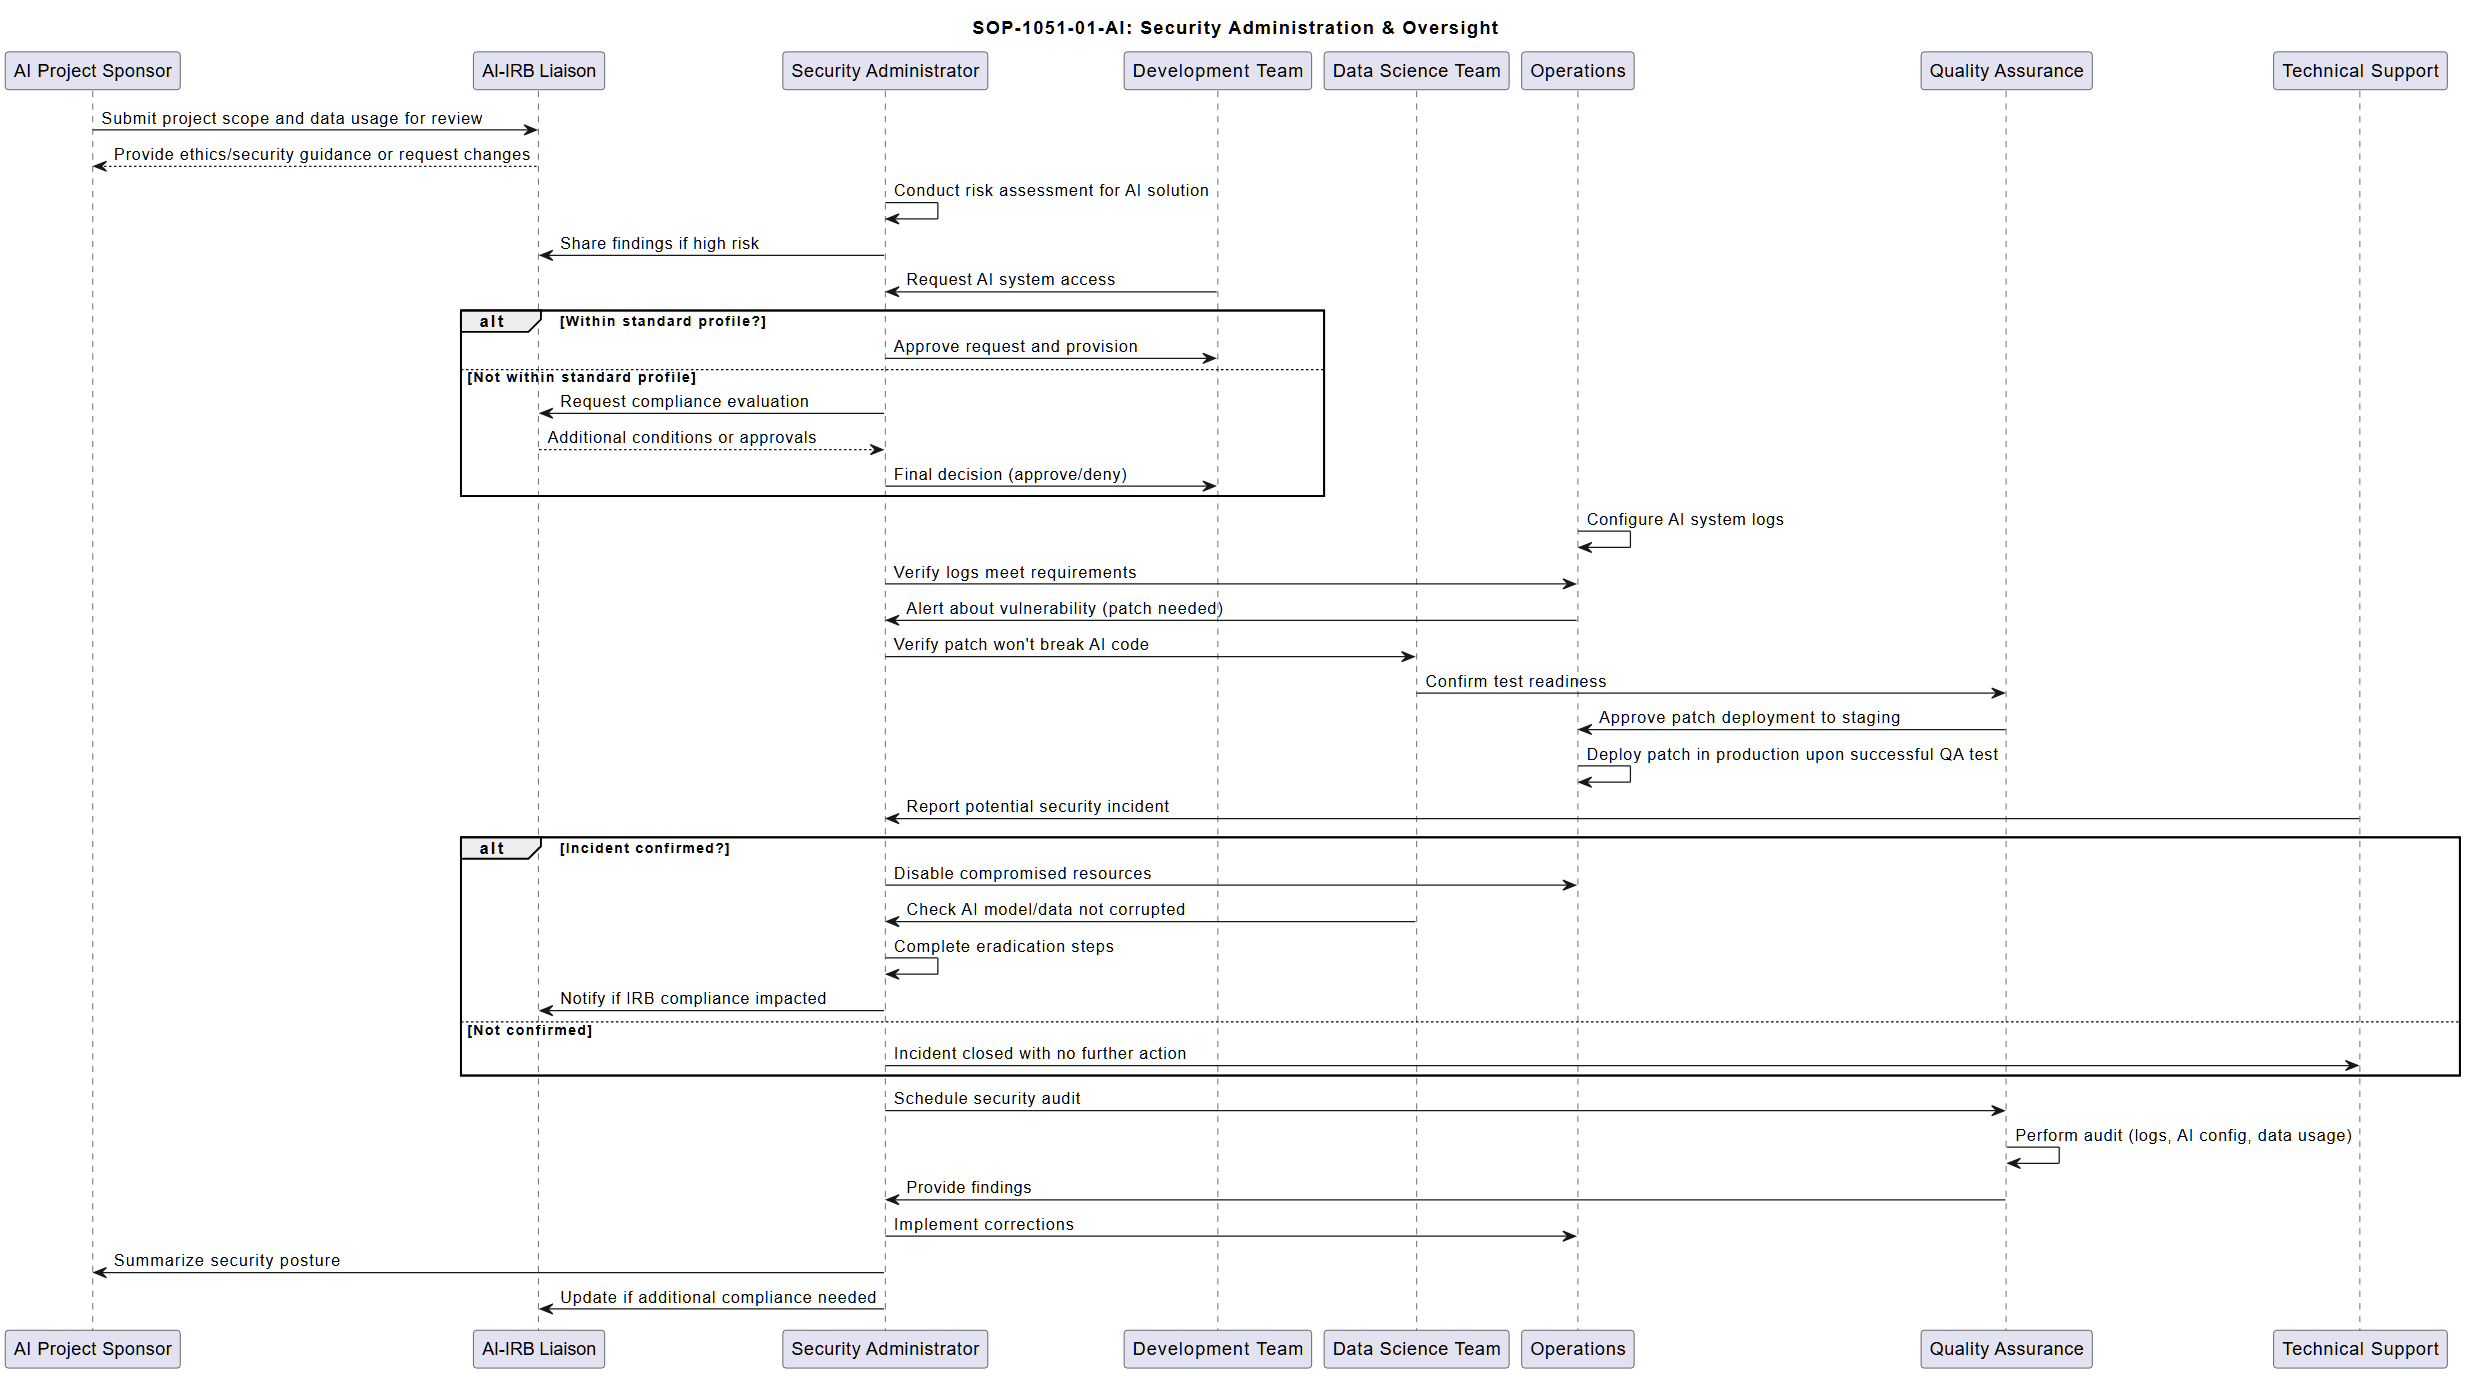 SOP-1051-01-AI: Security Administration & Oversight
AI Project Sponsor
AI-IRB Liaison
Security Administrator
Development Team
Data Science Team
Operations
Quality Assurance
Technical Support
Submit project scope and data usage for review
Provide ethics/security guidance or request changes
Conduct risk assessment for AI solution
Share findings if high risk
Request AI system access
alt
[Within standard profile?]
Approve request and provision
[Not within standard profile]
Request compliance evaluation
Additional conditions or approvals
Final decision (approve/deny)
Configure AI system logs
Verify logs meet requirements
Alert about vulnerability (patch needed)
Verify patch won't break AI code
Confirm test readiness
Approve patch deployment to staging
Deploy patch in production upon successful QA test
Report potential security incident
alt
[Incident confirmed?]
Disable compromised resources
Check AI model/data not corrupted
Complete eradication steps
Notify if IRB compliance impacted
[Not confirmed]
Incident closed with no further action
Schedule security audit
Perform audit (logs, AI config, data usage)
Provide findings
Implement corrections
Summarize security posture
Update if additional compliance needed
AI Project Sponsor
AI-IRB Liaison
Security Administrator
Development Team
Data Science Team
Operations
Quality Assurance
Technical Support